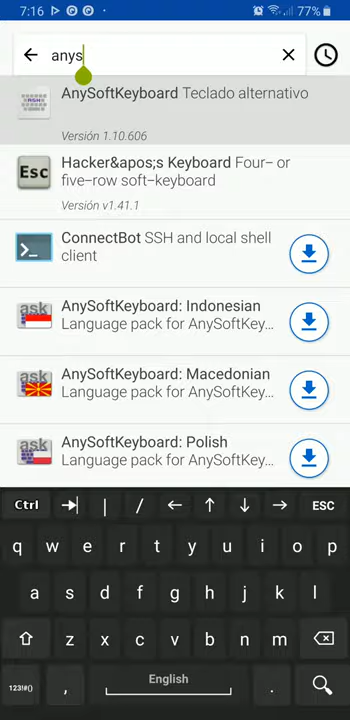 7:16 77%
anys
AnySoftKeyboard Teclado alternativo
Versión 1.10.606
Hacker&apos;s Keyboard Four– or
five–row soft–keyboard
Versión v1.41.1
Esc
ConnectBot SSH and local shell
client
AnySoftKeyboard: Indonesian
Language pack for AnySoftKey...
ask
AnySoftKeyboard: Macedonian
Language pack for AnySoftKey...
ask
AnySoftKeyboard: Polish
Language pack for AnySoftKey...
ask
Ctrl | / ← ↑ ↓ → ESC
q w e r t y u i o p
a s d f g h j k l
z x c v b n m
123!#() , English .